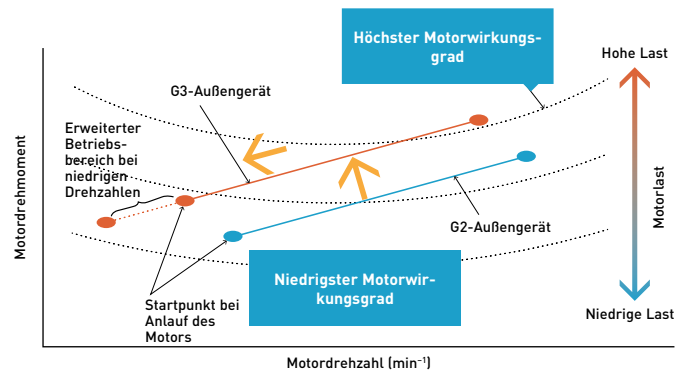 Höchster Motorwirkungs-
grad
Hohe Last
G3-Außengerät
Erweiterter
Betriebs-
bereich bei
niedrigen
Drehzahlen
Motordrehmoment
Motorlast
G2-Außengerät
Niedrigster Motorwir-
kungsgrad
Startpunkt bei
Anlauf des
Motors
Niedrige Last
Motordrehzahl (min⁻¹)